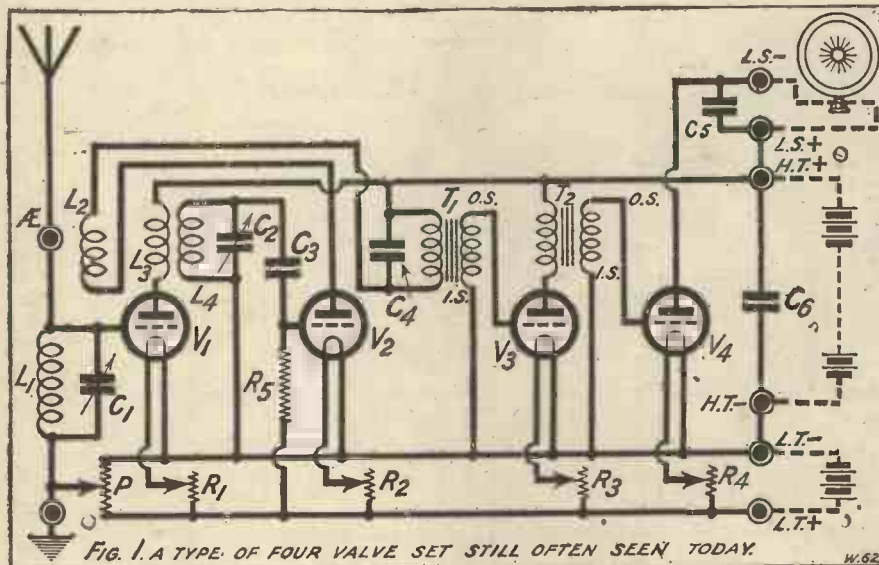 L.S.-
C5
L.S.+
H.T.+
L2
T1
O.S.
T2
O.S.
Æ
C2
C3
L3
I.S.
I.S.
L4
C4
C6
V1
V2
V3
V4
L1
C1
R5
H.T.-
L.T.-
P
R1
R2
R3
R4
L.T+
FIG. 1. A TYPE OF FOUR VALVE SET STILL OFTEN SEEN TODAY.
W.62